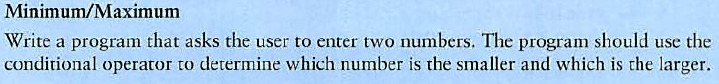 Minimum/Maximum
Write a program that asks the user to enter two numbers. The program should use the
conditional operator to determine which number is the smaller and which is the larger.